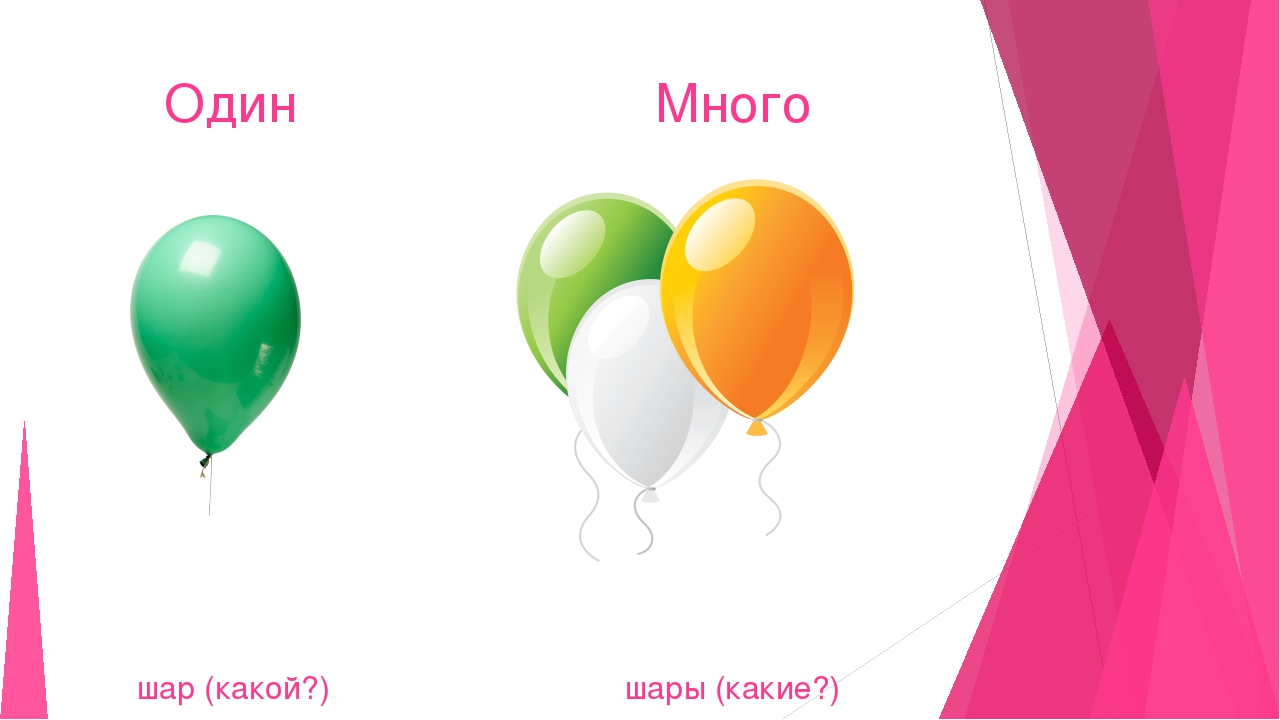 Один
Много
шар (какой?)
шары (какие?)